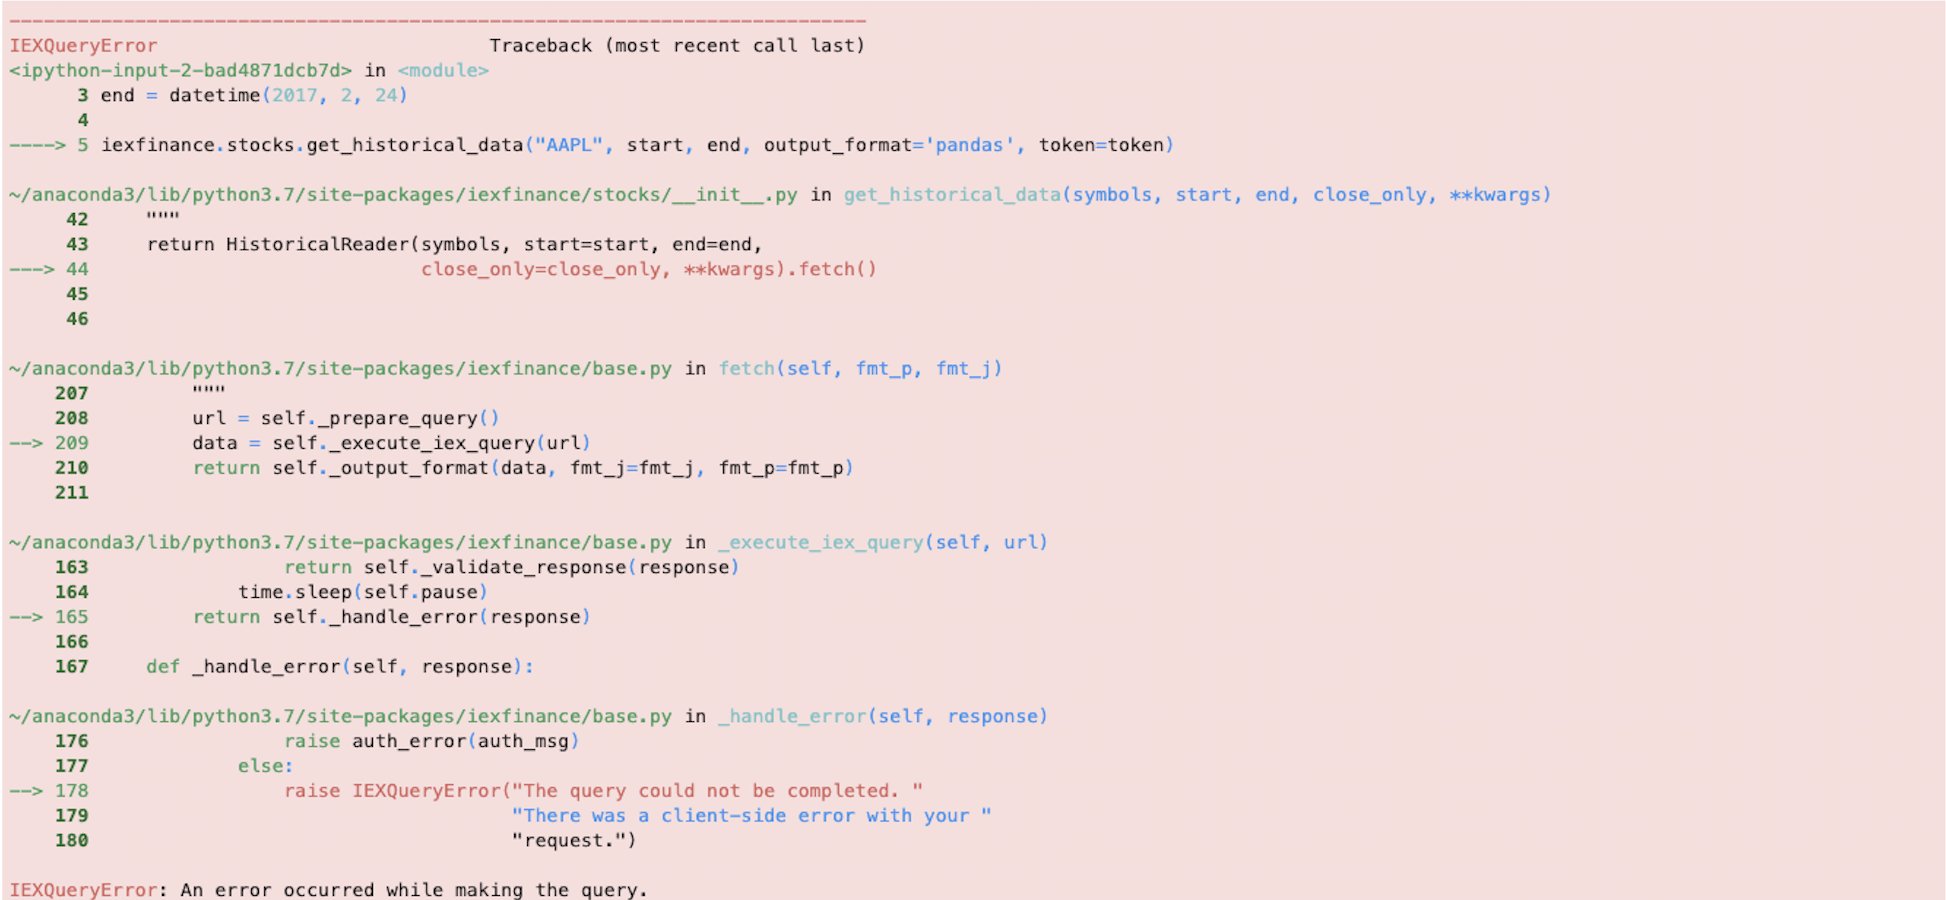 ---------------------------------------------------------------------------
IEXQueryError                             Traceback (most recent call last)
<ipython-input-2-bad4871dcb7d> in <module>
      3 end = datetime(2017, 2, 24)
      4
----> 5 iexfinance.stocks.get_historical_data("AAPL", start, end, output_format='pandas', token=token)

~/anaconda3/lib/python3.7/site-packages/iexfinance/stocks/__init__.py in get_historical_data(symbols, start, end, close_only, **kwargs)
     42     """
     43     return HistoricalReader(symbols, start=start, end=end,
---> 44                             close_only=close_only, **kwargs).fetch()
     45
     46

~/anaconda3/lib/python3.7/site-packages/iexfinance/base.py in fetch(self, fmt_p, fmt_j)
    207         """
    208         url = self._prepare_query()
--> 209         data = self._execute_iex_query(url)
    210         return self._output_format(data, fmt_j=fmt_j, fmt_p=fmt_p)
    211

~/anaconda3/lib/python3.7/site-packages/iexfinance/base.py in _execute_iex_query(self, url)
    163                 return self._validate_response(response)
    164             time.sleep(self.pause)
--> 165         return self._handle_error(response)
    166
    167     def _handle_error(self, response):

~/anaconda3/lib/python3.7/site-packages/iexfinance/base.py in _handle_error(self, response)
    176                 raise auth_error(auth_msg)
    177             else:
--> 178                 raise IEXQueryError("The query could not be completed. "
    179                                     "There was a client-side error with your "
    180                                     "request.")

IEXQueryError: An error occurred while making the query.